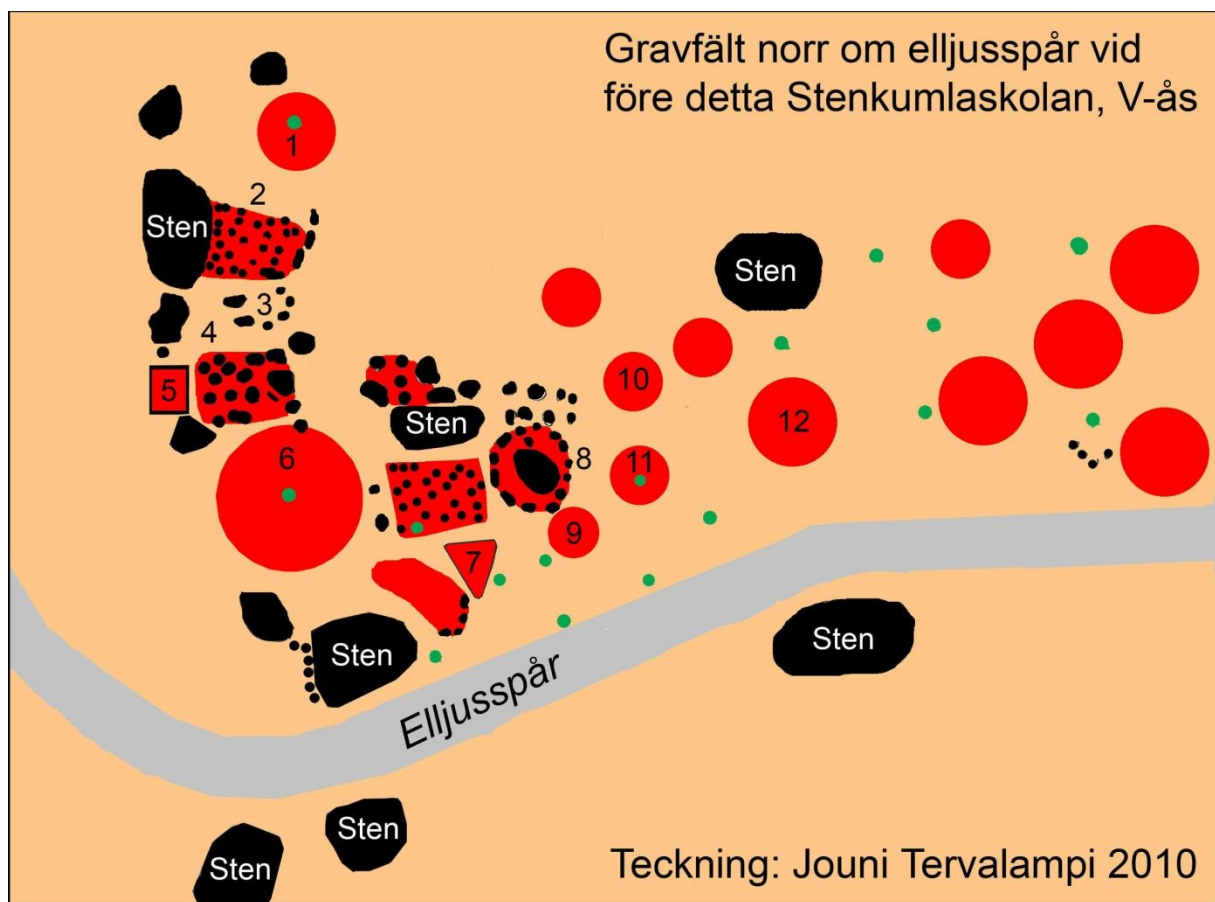 Gravfält norr om elljusspår vid
före detta Stenkumlaskolan, V-ås
1
2
Sten
3
4
5
6
Sten
Sten
10
12
8
11
9
7
Sten
Sten
Elljusspår
Sten
Sten
Teckning: Jouni Tervalampi 2010